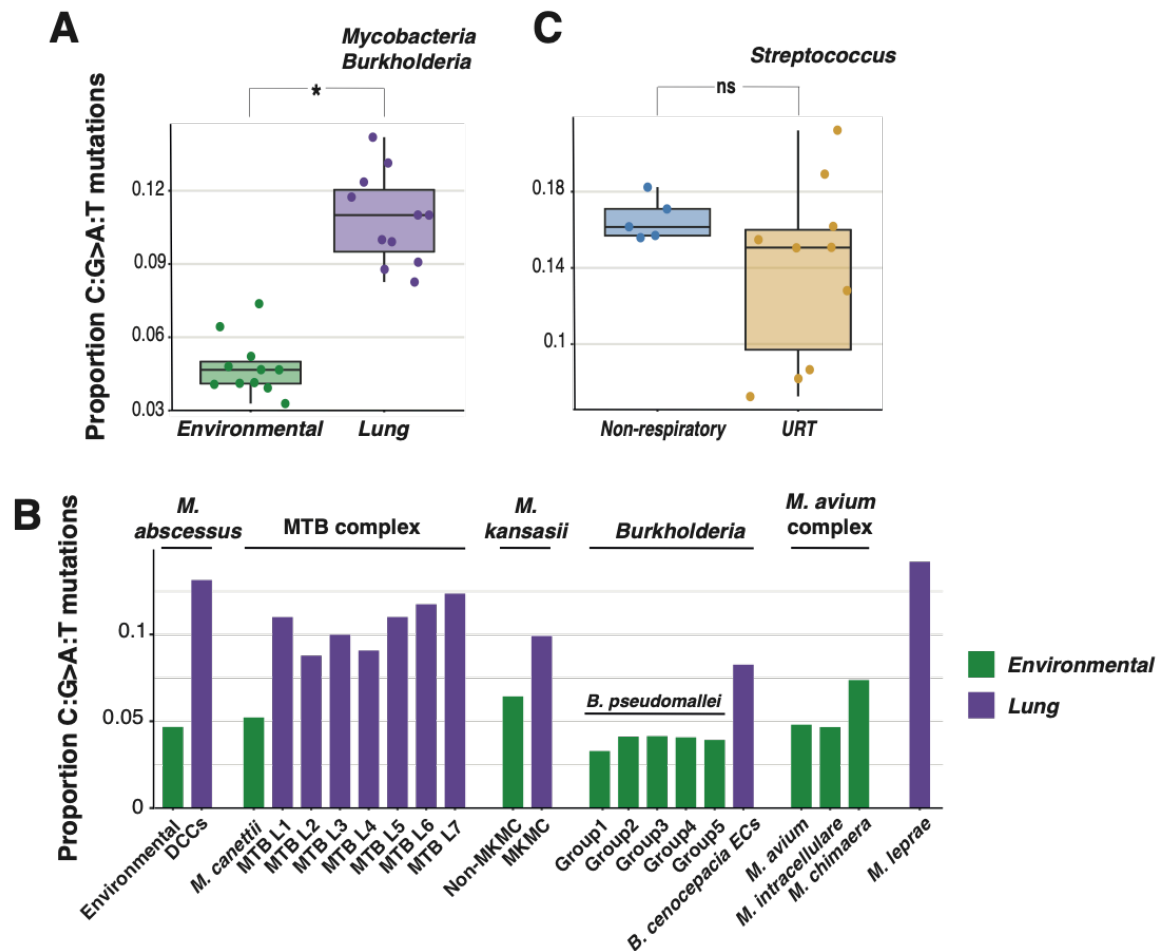 A
Mycobacteria
Burkholderia
*
Proportion C:G>A:T mutations
0.12
0.09
0.06
0.03
Environmental
Lung
C
Streptococcus
ns
0.18
0.14
0.1
Non-respiratory
URT
B
Proportion C:G>A:T mutations
M.
abscessus
MTB complex
M.
kansasii
Burkholderia
M. avium
complex
0.1
0.05
0
B. pseudomallei
Environmental
DCCs
M. canettii
MTB L1
MTB L2
MTB L3
MTB L4
MTB L5
MTB L6
MTB L7
Non-MKMC
MKMC
Group1
Group2
Group3
Group4
Group5
B. cenocepacia ECs
M. avium
M. intracellulare
M. chimaera
M. leprae
Environmental
Lung